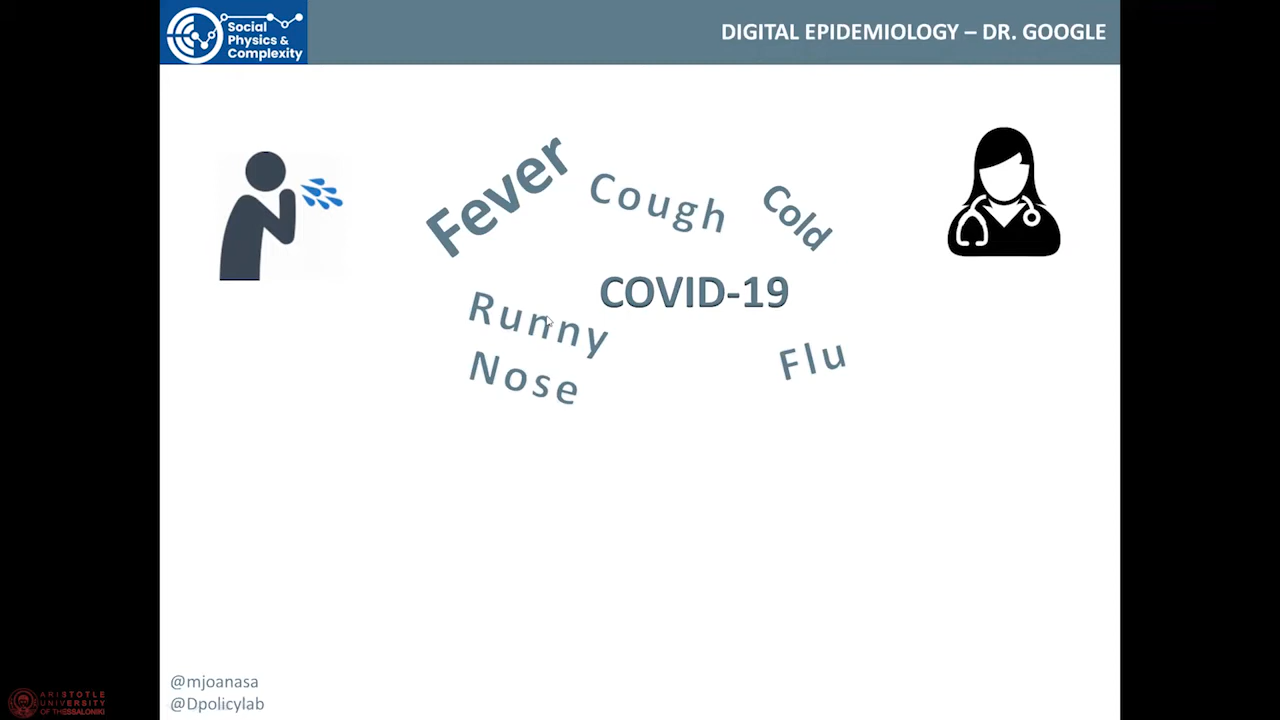 Social
Physics &
Complexity
DIGITAL EPIDEMIOLOGY – DR. GOOGLE
Fever
Cough
Cold
COVID-19
Runny
Nose
Flu
@mjoanasa
@Dpolicylab
ARISTOTLE
UNIVERSITY
OF THESSALONIKI